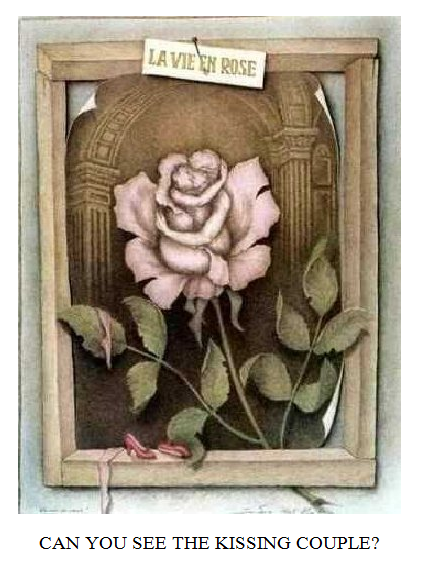 LA VIE EN ROSE
CAN YOU SEE THE KISSING COUPLE?